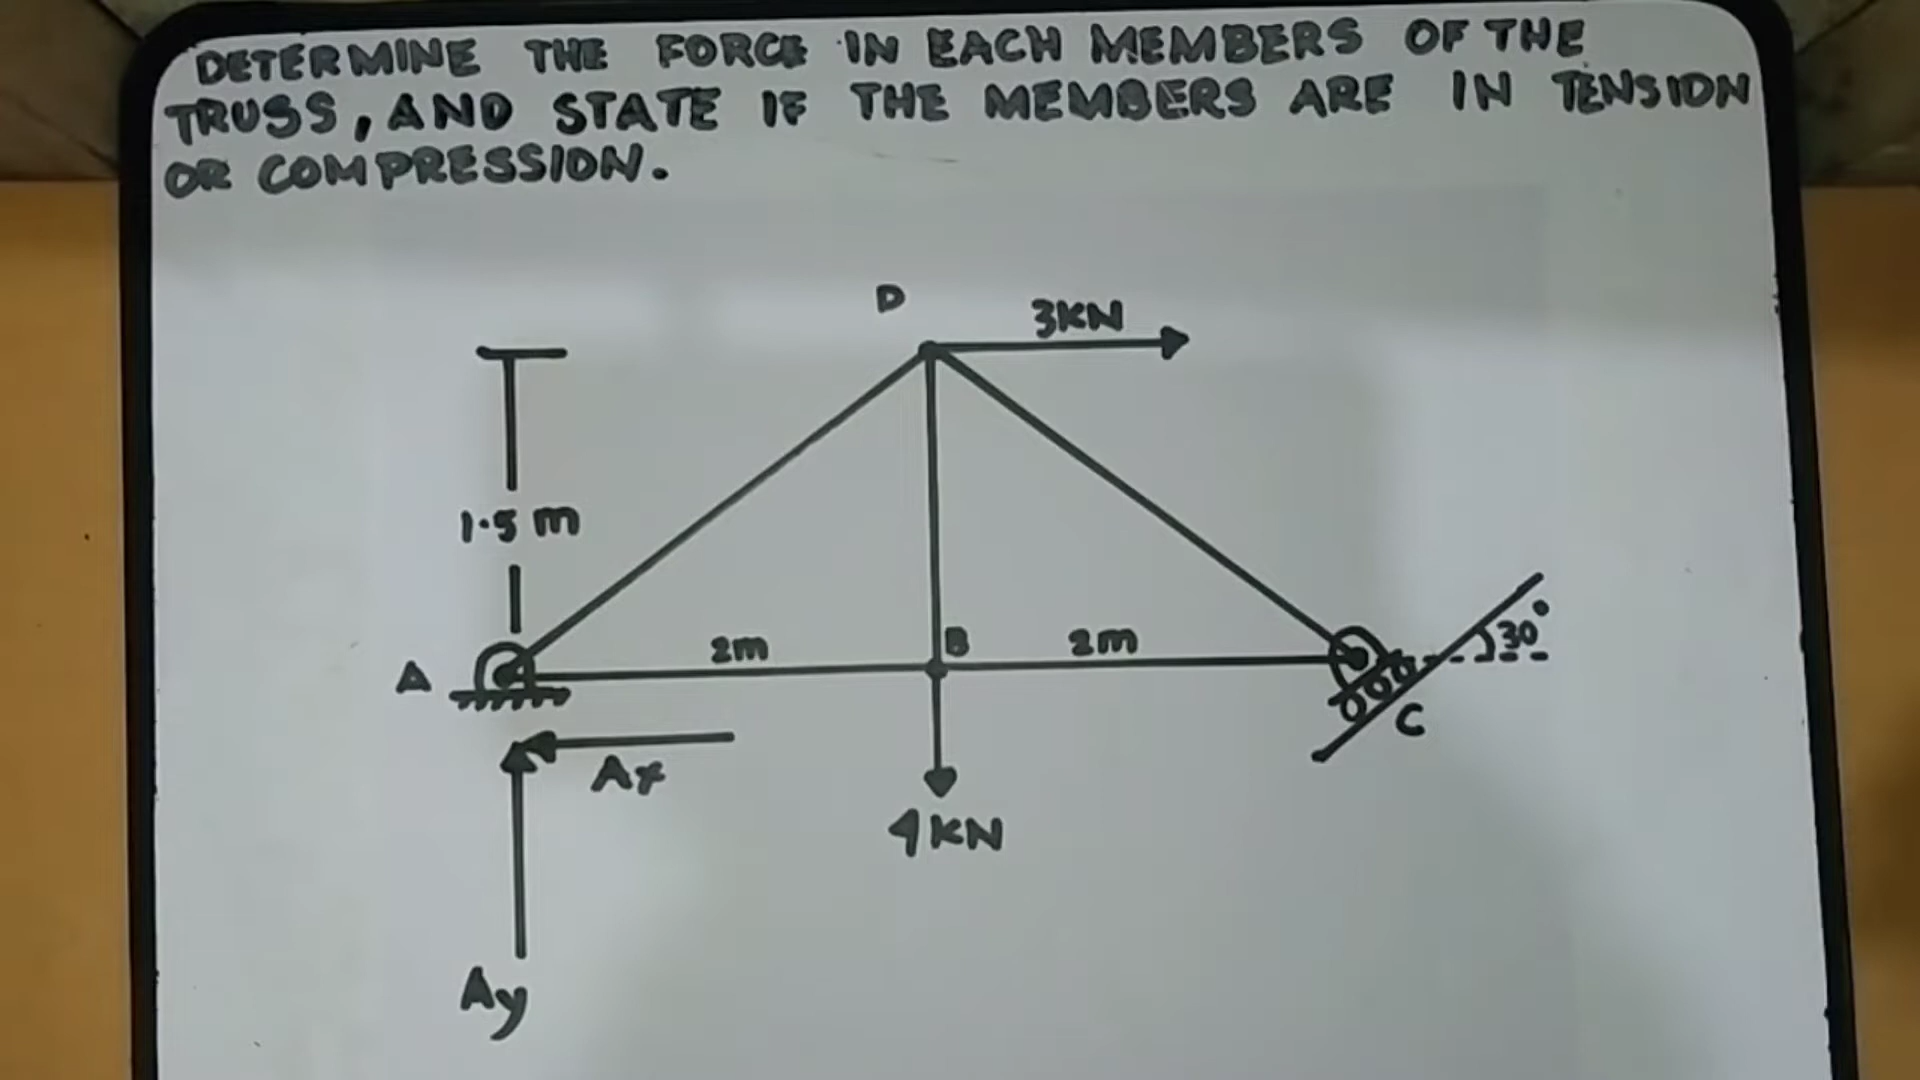 DETERMINE THE FORCE IN EACH MEMBERS OF THE
TRUSS, AND STATE IF THE MEMBERS ARE IN TENSION
OR COMPRESSION.
D
3KN
1.5 m
2m
B
2m
30°
A
C
Ax
4KN
Ay